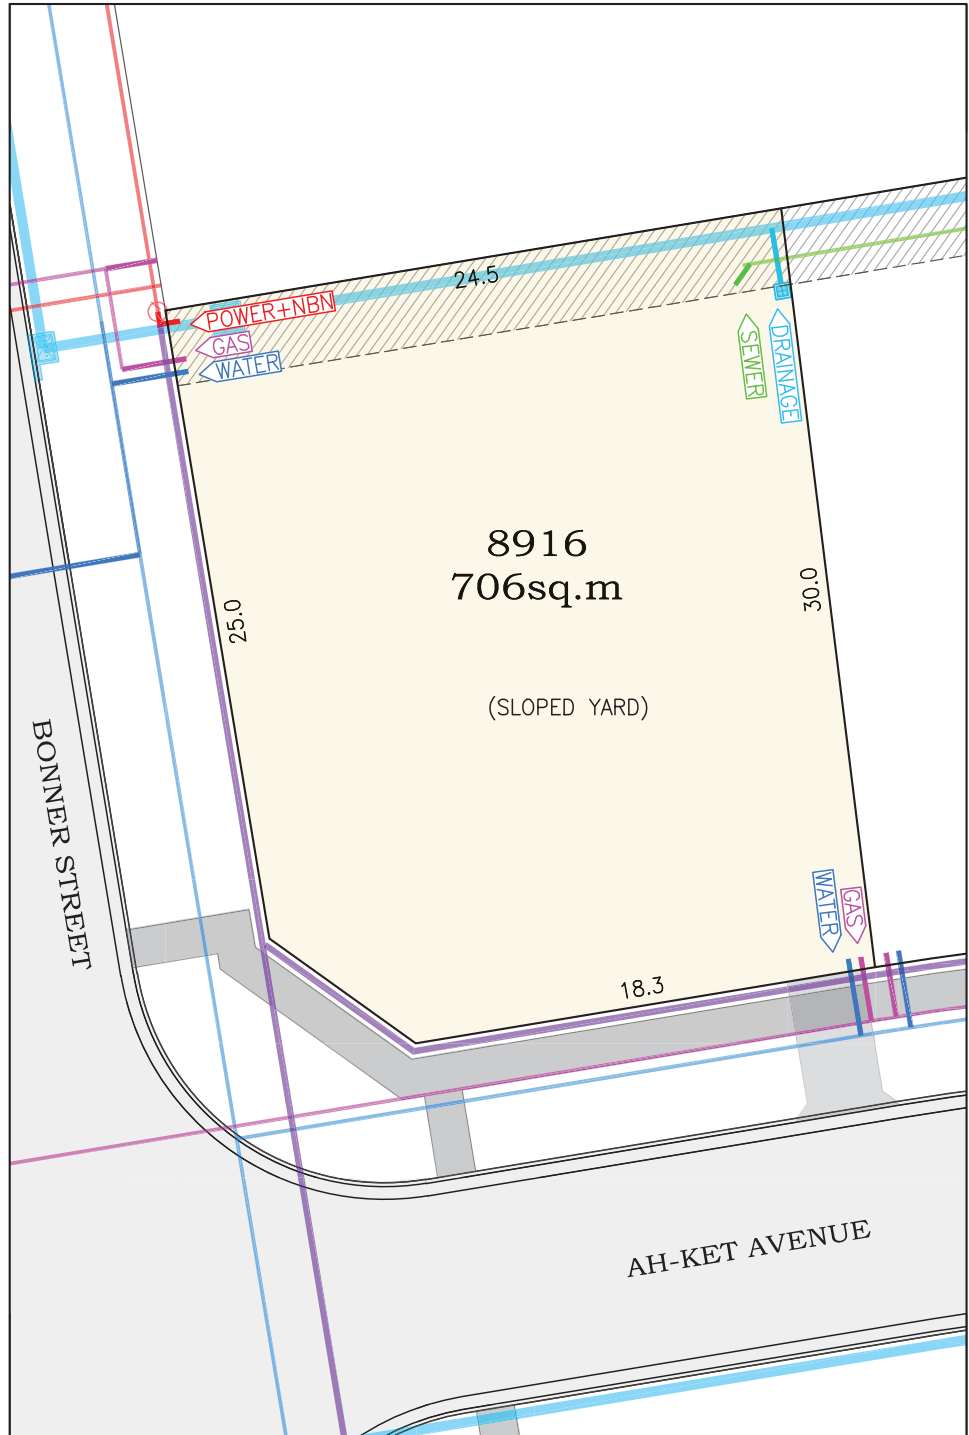 24.5
POWER+NBN
GAS
WATER
SEWER
DRAINAGE
8916
706sq.m
25.0
30.0
(SLOPED YARD)
BONNER STREET
WATER
GAS
18.3
AH-KET AVENUE